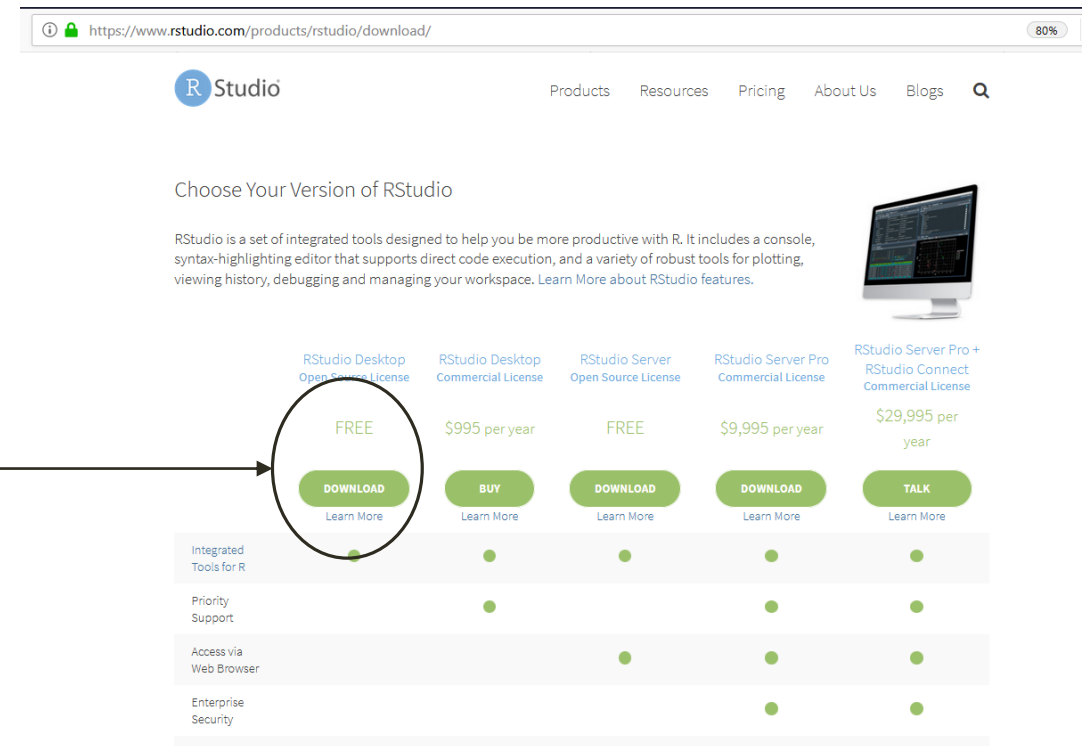 https://www.rstudio.com/products/rstudio/download/
80%
R Studio
Products Resources Pricing About Us Blogs
Choose Your Version of RStudio
RStudio is a set of integrated tools designed to help you be more productive with R. It includes a console,
syntax-highlighting editor that supports direct code execution, and a variety of robust tools for plotting,
viewing history, debugging and managing your workspace. Learn More about RStudio features.
RStudio Desktop
Open Source License
FREE
DOWNLOAD
Learn More
RStudio Desktop
Commercial License
$995 per year
BUY
Learn More
RStudio Server
Open Source License
FREE
DOWNLOAD
Learn More
RStudio Server Pro
Commercial License
$9,995 per year
DOWNLOAD
Learn More
RStudio Server Pro +
RStudio Connect
Commercial License
$29,995 per
year
TALK
Learn More
Integrated
Tools for R
Priority
Support
Access via
Web Browser
Enterprise
Security